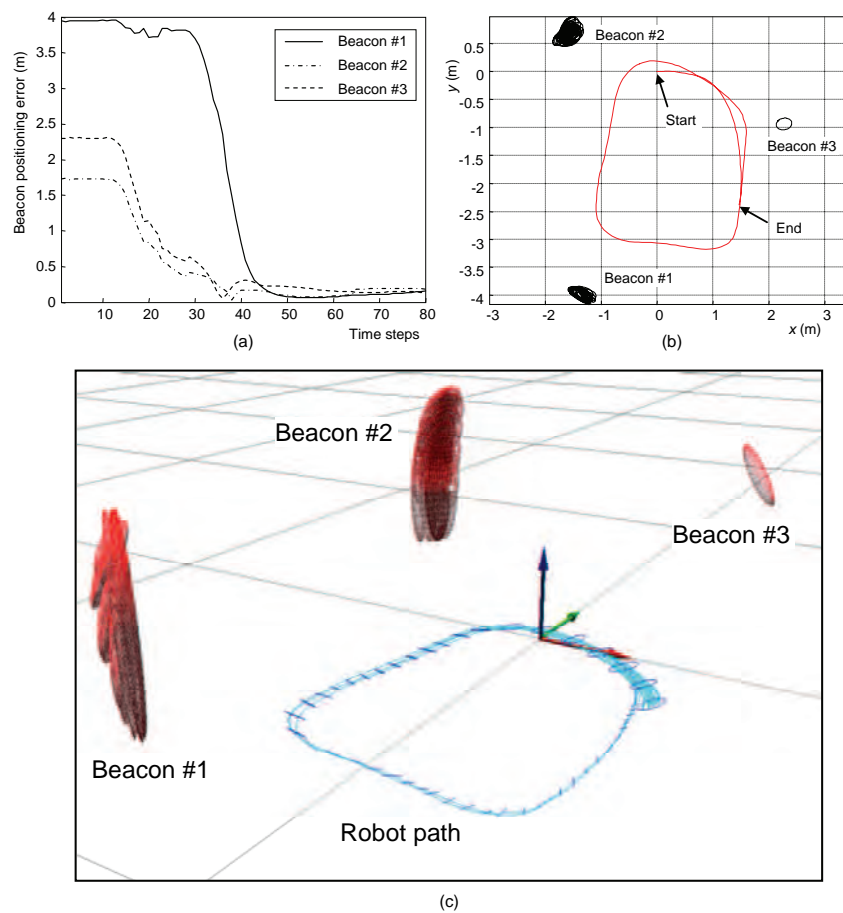 4
3.5
3
2.5
2
1.5
1
0.5
0
Beacon positioning error (m)
Beacon #1
Beacon #2
Beacon #3
0 10 20 30 40 50 60 70 80
Time steps
(a)
0.5
0
-0.5
-1
-1.5
-2
-2.5
-3
-3.5
-4
y (m)
Beacon #2
Start
Beacon #3
End
Beacon #1
-3 -2 -1 0 1 2 3
x (m)
(b)
Beacon #2
Beacon #3
Beacon #1
Robot path
(c)